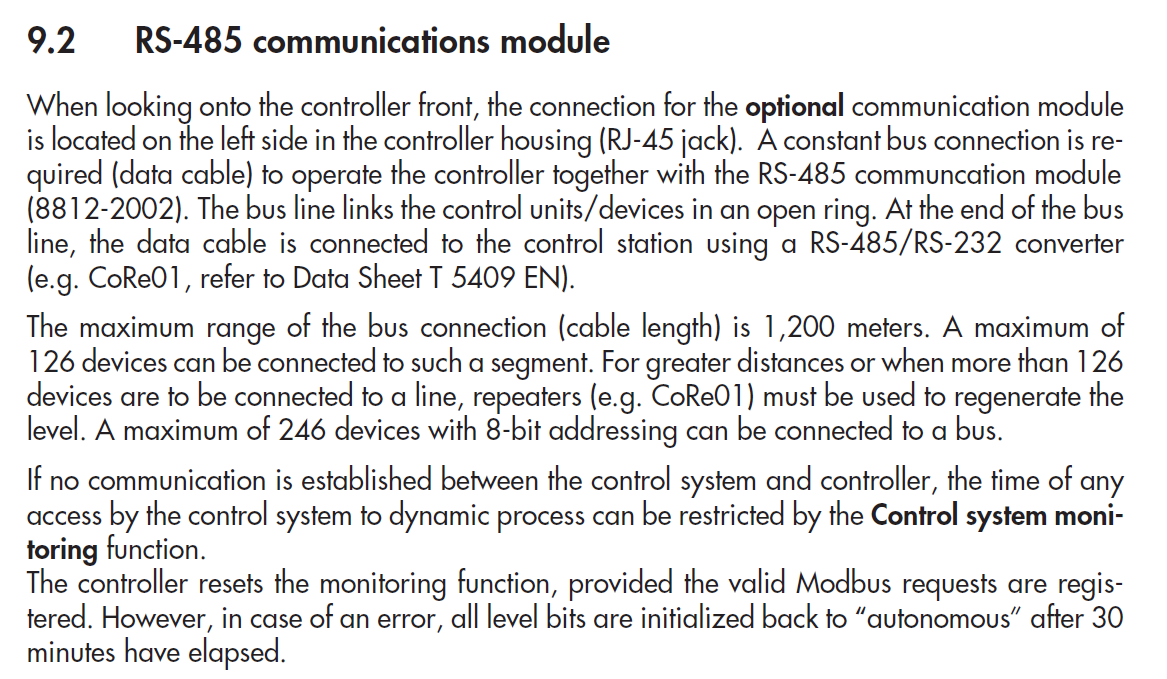 9.2 RS-485 communications module
When looking onto the controller front, the connection for the optional communication module
is located on the left side in the controller housing (RJ-45 jack). A constant bus connection is re-
quired (data cable) to operate the controller together with the RS-485 communcation module
(8812-2002). The bus line links the control units/devices in an open ring. At the end of the bus
line, the data cable is connected to the control station using a RS-485/RS-232 converter
(e.g. CoRe01, refer to Data Sheet T 5409 EN).
The maximum range of the bus connection (cable length) is 1,200 meters. A maximum of
126 devices can be connected to such a segment. For greater distances or when more than 126
devices are to be connected to a line, repeaters (e.g. CoRe01) must be used to regenerate the
level. A maximum of 246 devices with 8-bit addressing can be connected to a bus.
If no communication is established between the control system and controller, the time of any
access by the control system to dynamic process can be restricted by the Control system moni-
toring function.
The controller resets the monitoring function, provided the valid Modbus requests are regis-
tered. However, in case of an error, all level bits are initialized back to “autonomous” after 30
minutes have elapsed.